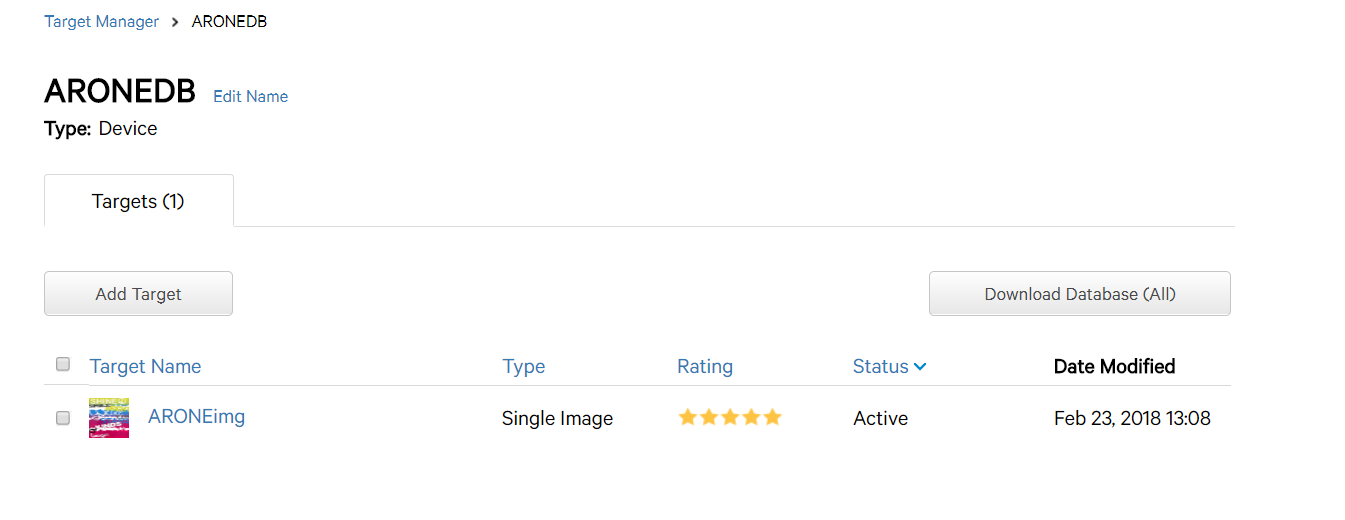 Target Manager > ARONEDB
ARONEDB Edit Name
Type: Device
Targets (1)
Add Target Download Database (All)
Target Name Type Rating Status Date Modified
ARONEimg Single Image Active Feb 23, 2018 13:08